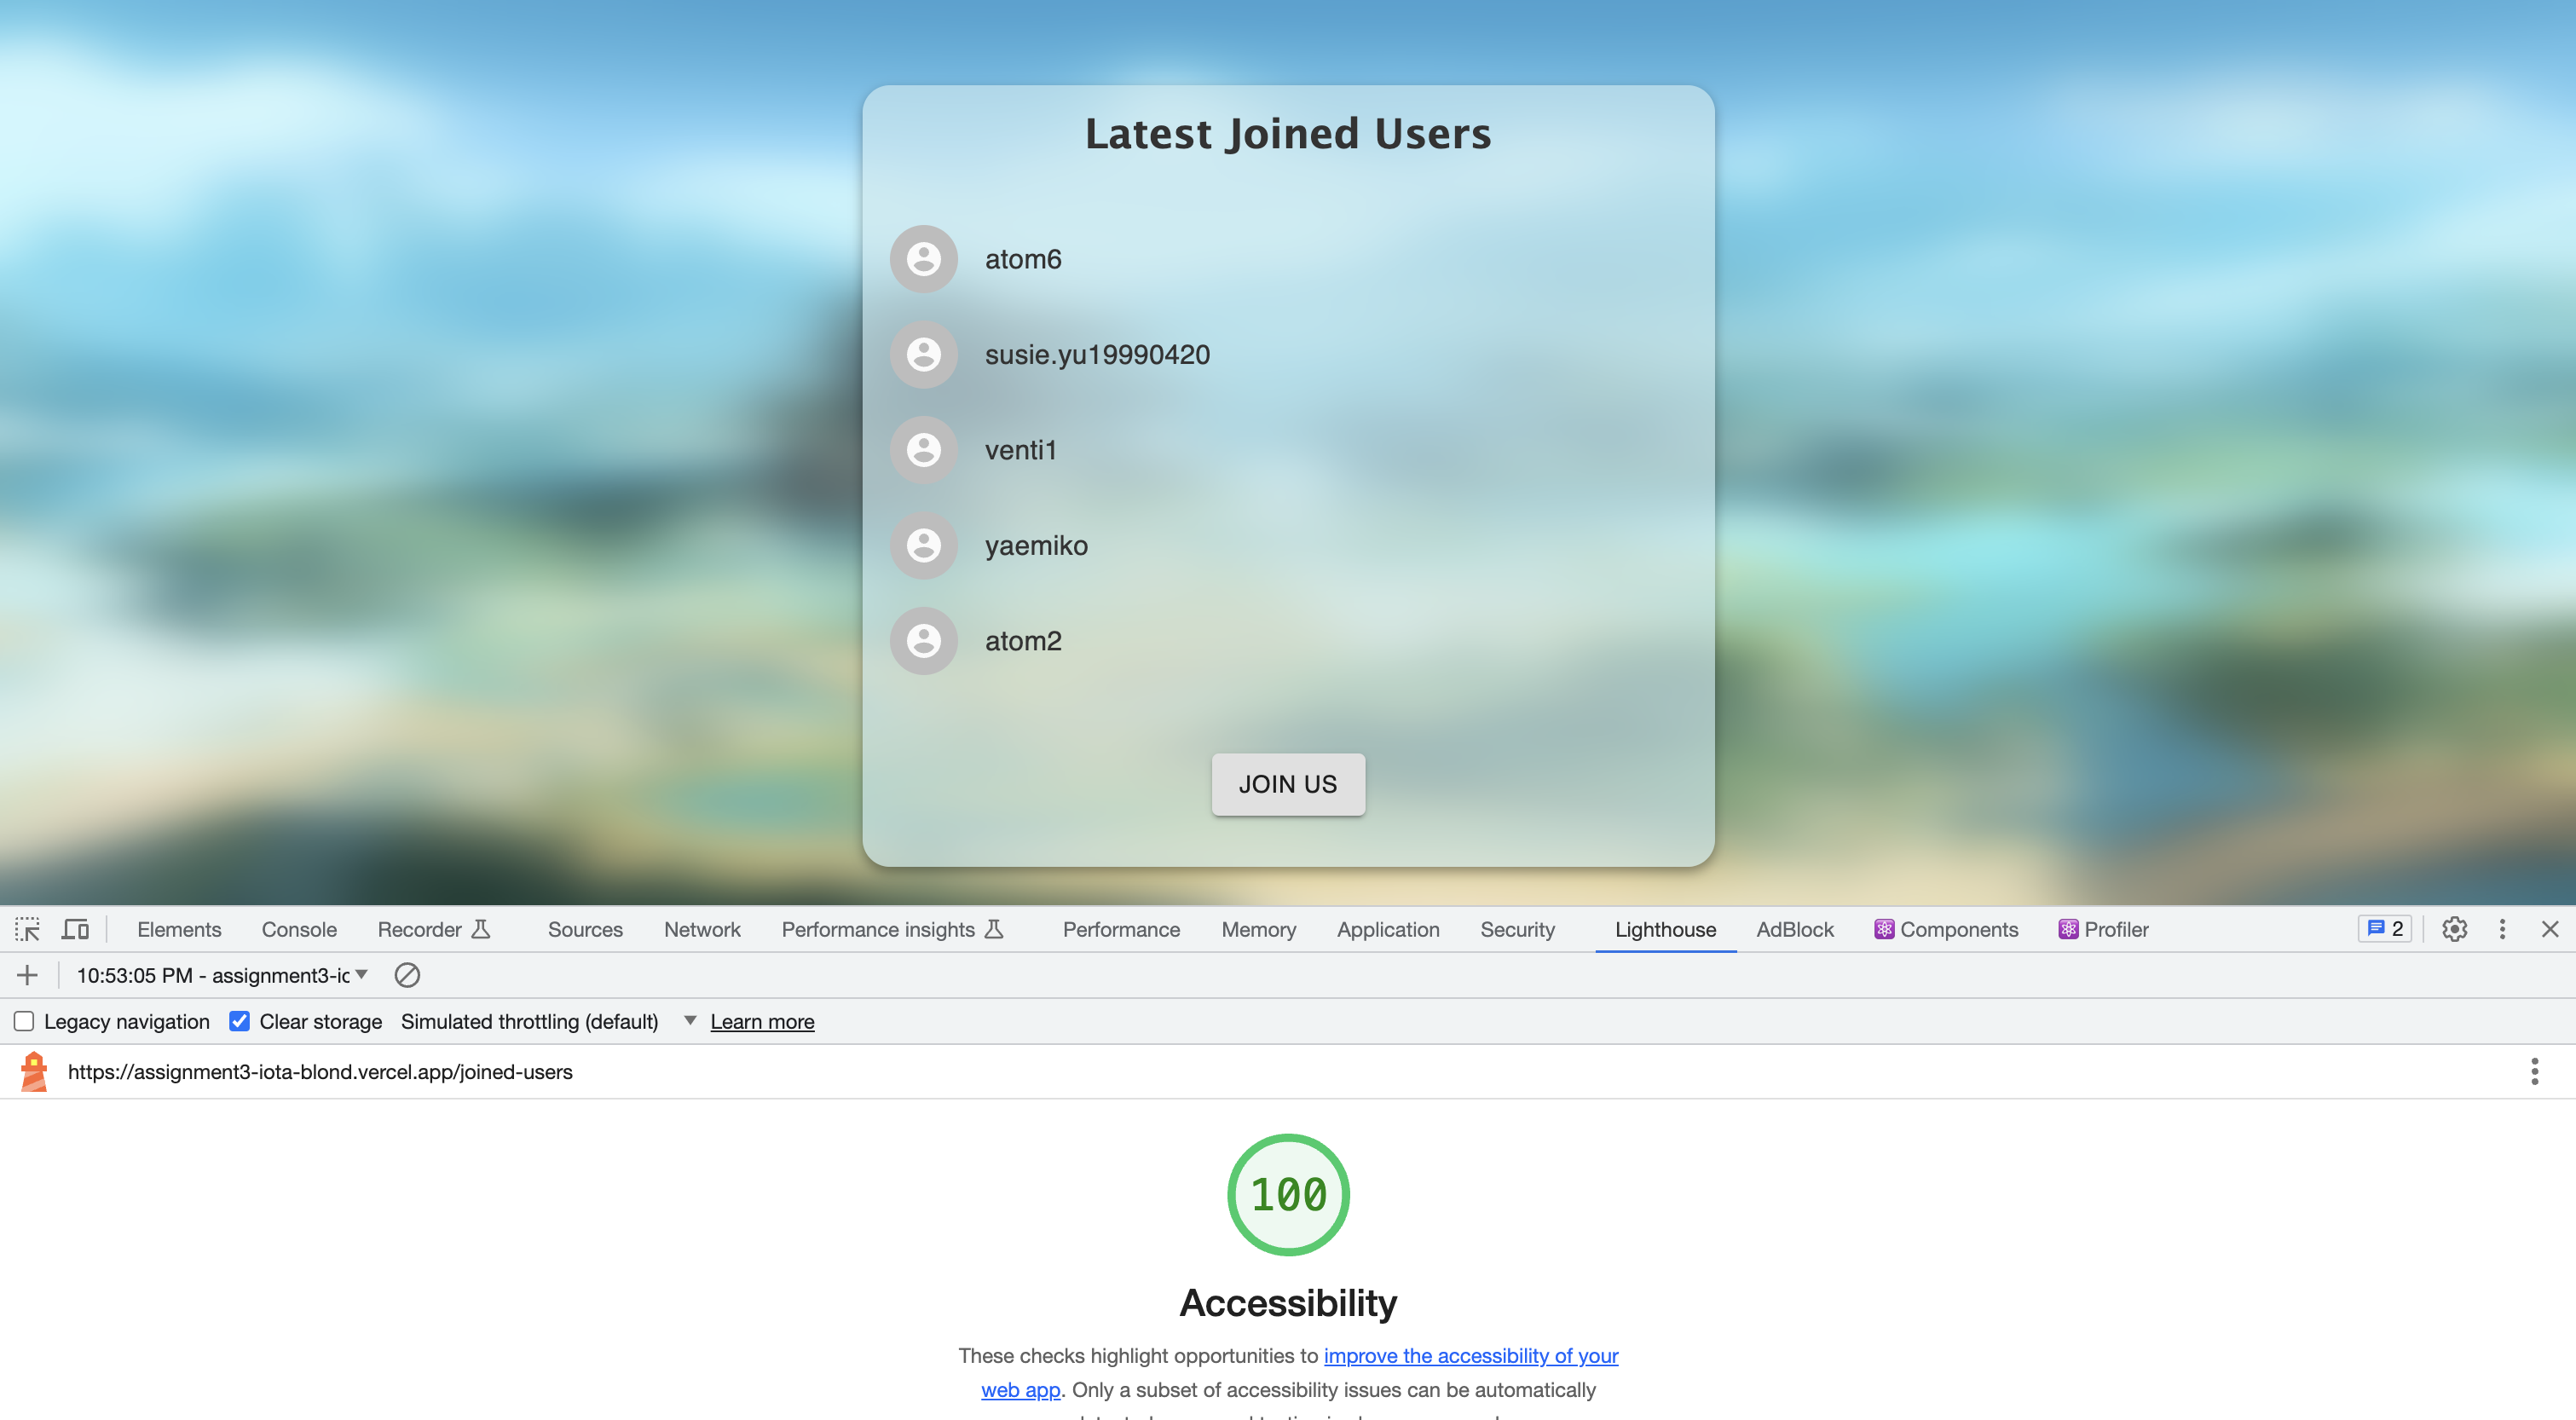 Latest Joined Users
atom6
susie.yu19990420
venti1
yaemiko
atom2
JOIN US
Elements Console Recorder Sources Network Performance insights Performance Memory Application Security Lighthouse AdBlock Components Profiler 2
10:53:05 PM - assignment3-ic
Legacy navigation Clear storage Simulated throttling (default) Learn more
https://assignment3-iota-blond.vercel.app/joined-users
100
Accessibility
These checks highlight opportunities to improve the accessibility of your
web app. Only a subset of accessibility issues can be automatically